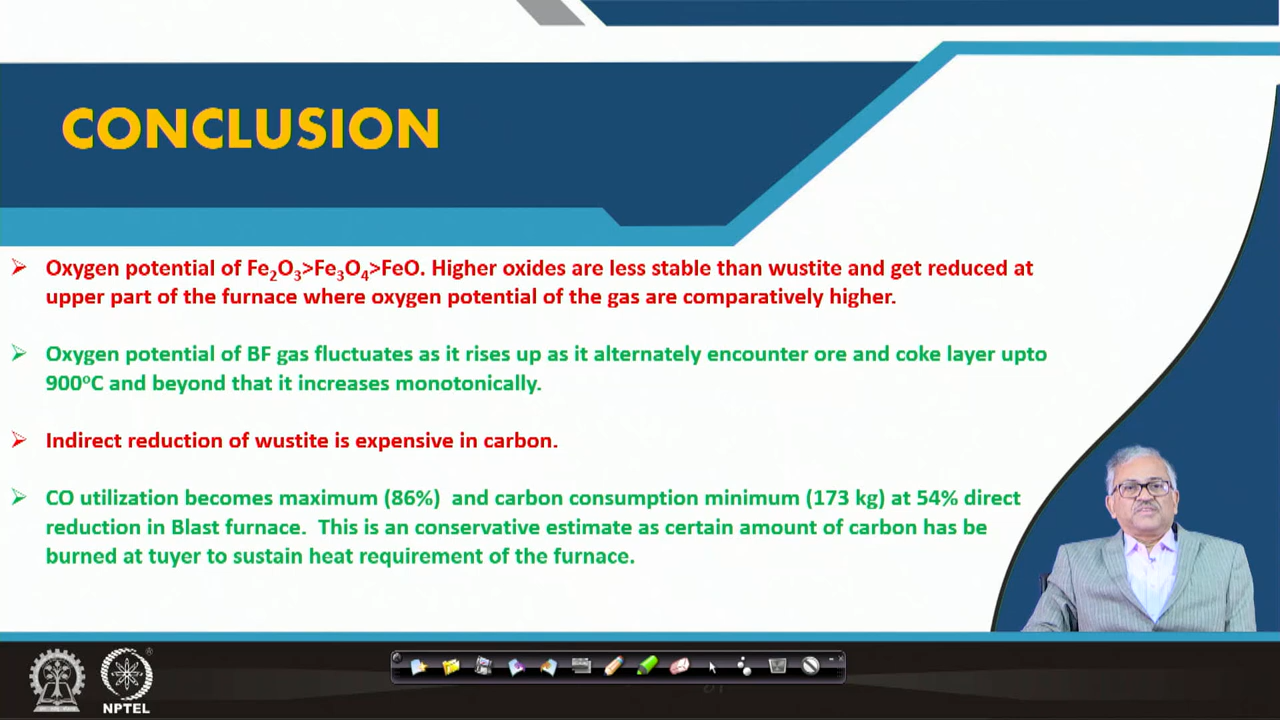 CONCLUSION
➢ Oxygen potential of Fe₂O₃>Fe₃O₄>FeO. Higher oxides are less stable than wustite and get reduced at
upper part of the furnace where oxygen potential of the gas are comparatively higher.
➢ Oxygen potential of BF gas fluctuates as it rises up as it alternately encounter ore and coke layer upto
900°C and beyond that it increases monotonically.
➢ Indirect reduction of wustite is expensive in carbon.
➢ CO utilization becomes maximum (86%) and carbon consumption minimum (173 kg) at 54% direct
reduction in Blast furnace. This is an conservative estimate as certain amount of carbon has be
burned at tuyer to sustain heat requirement of the furnace.
NPTEL